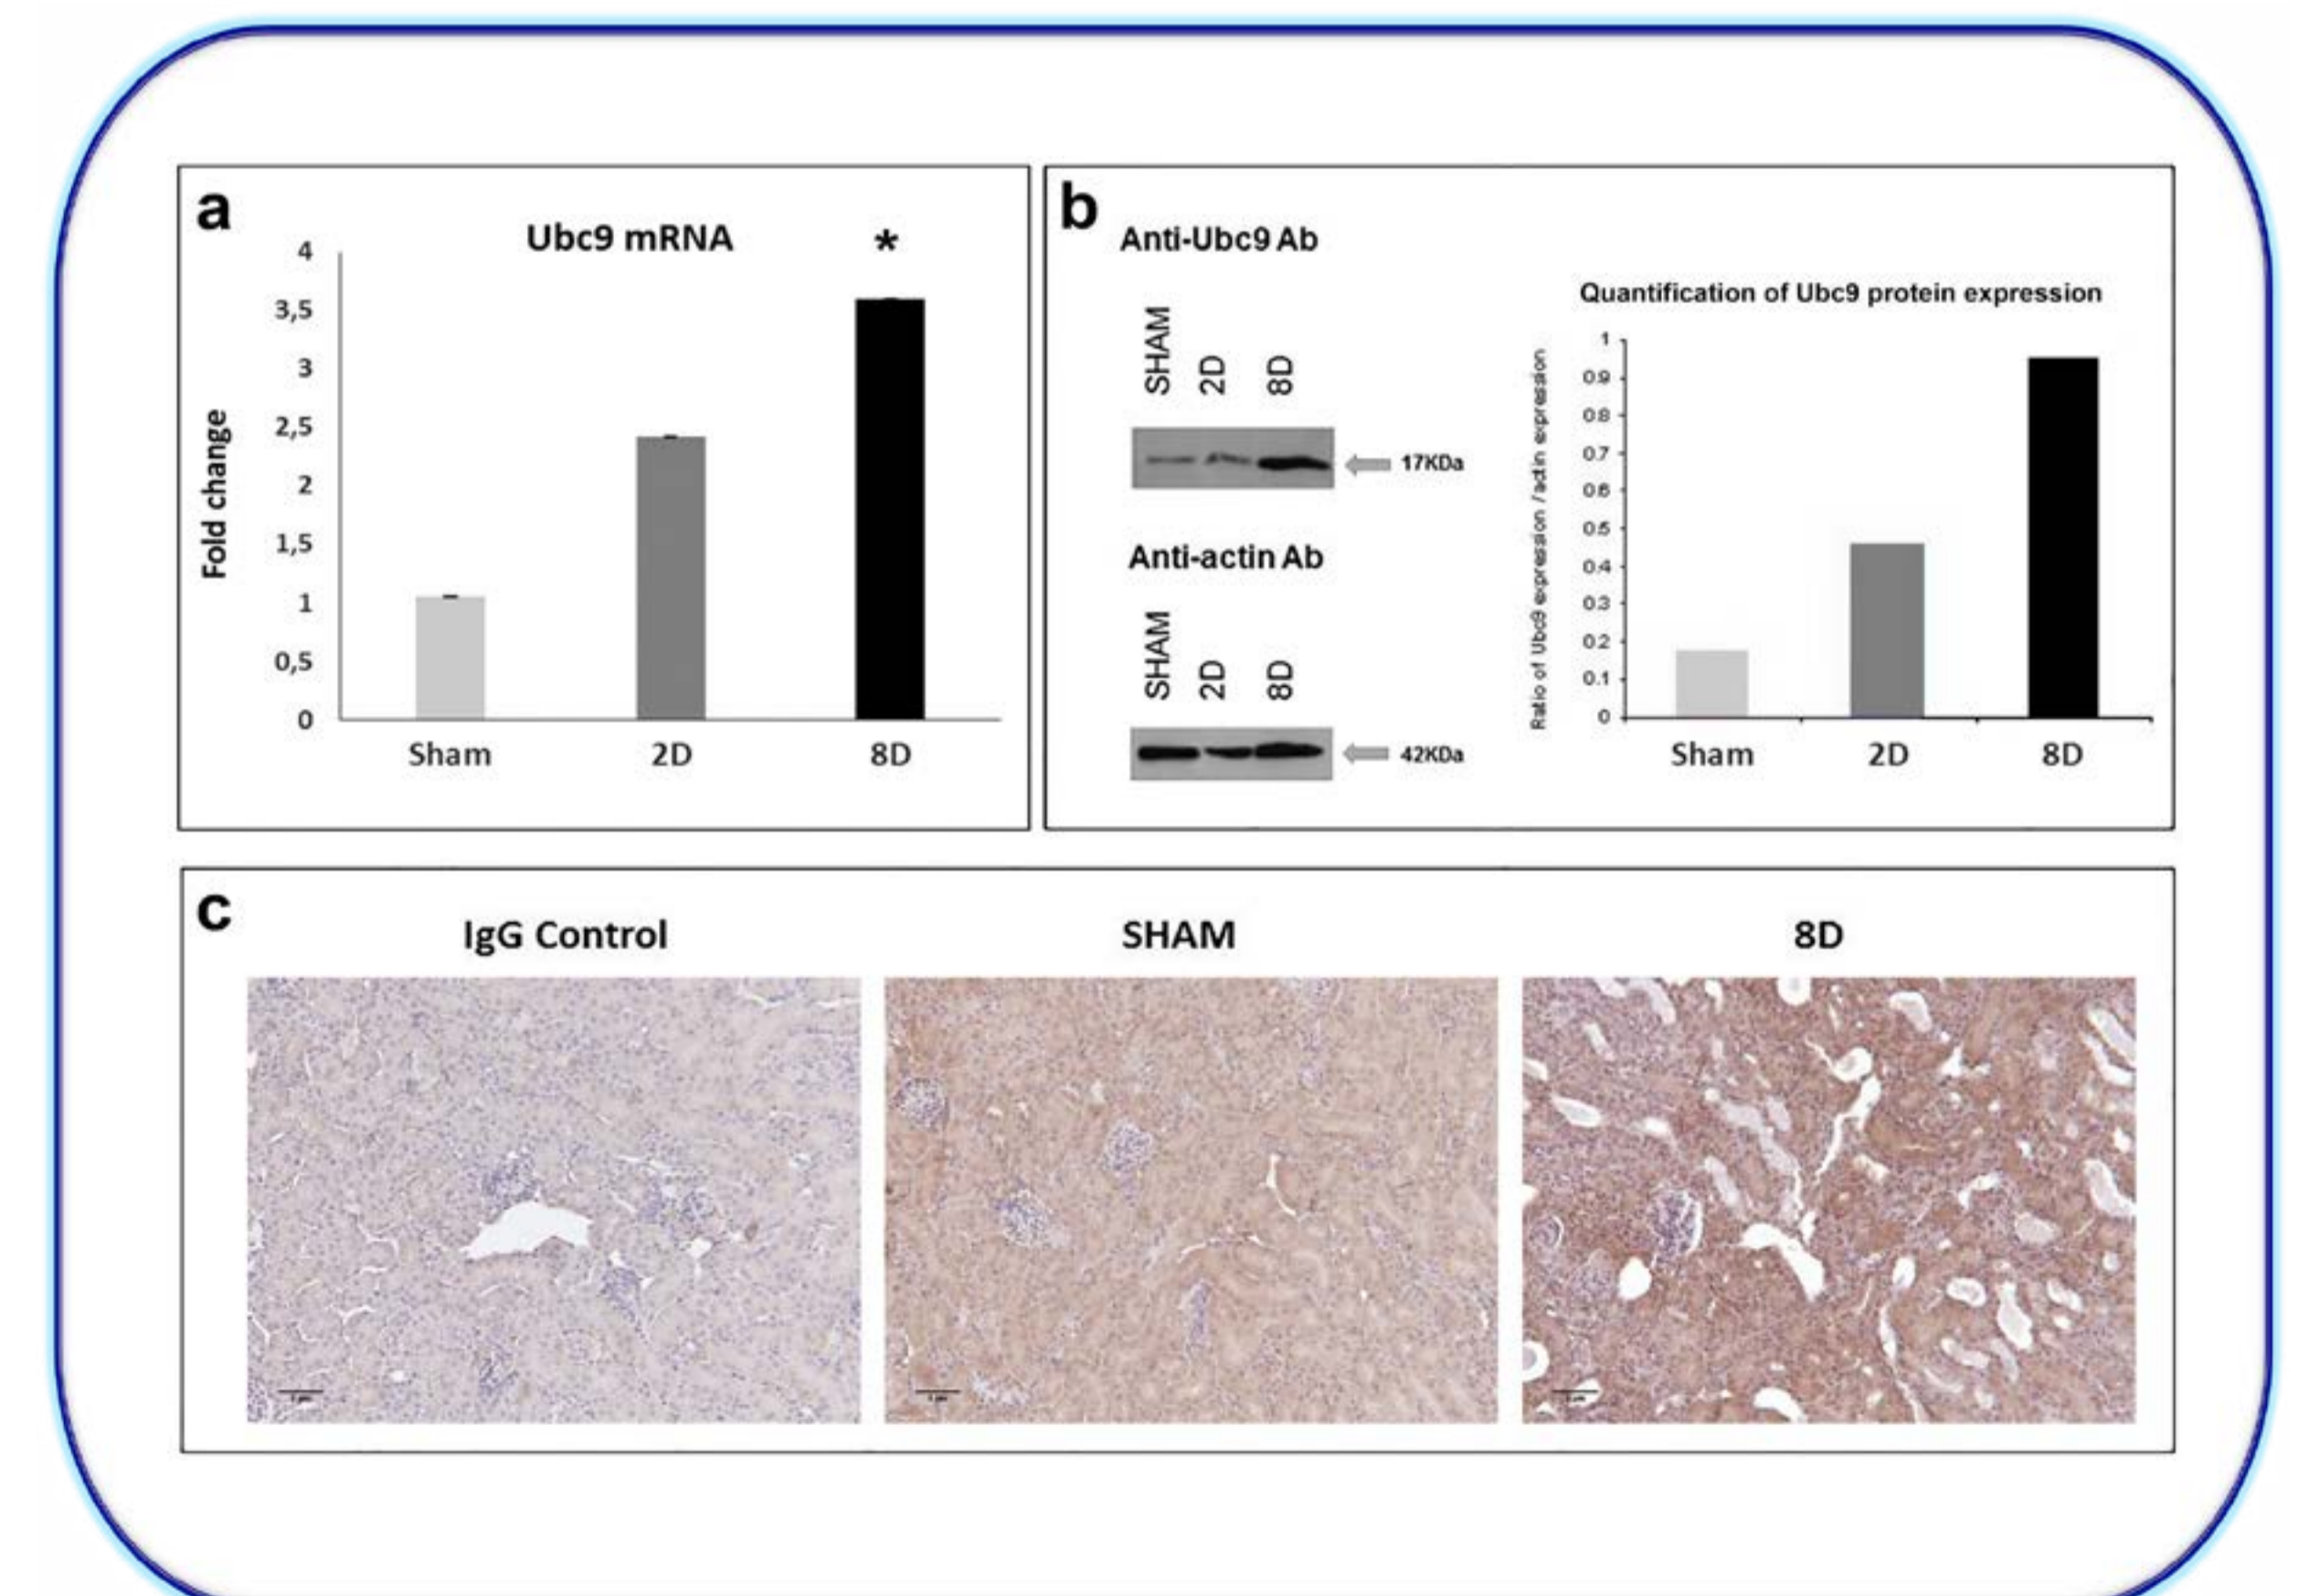 a
Ubc9 mRNA
*
Fold change
4
3,5
3
2,5
2
1,5
1
0,5
0
Sham 2D 8D
b
Anti-Ubc9 Ab
SHAM 2D 8D
17KDa
Anti-actin Ab
SHAM 2D 8D
42KDa
Quantification of Ubc9 protein expression
Ratio of Ubc9 expression / actin expression
1
0.9
0.8
0.7
0.6
0.5
0.4
0.3
0.2
0.1
0
Sham 2D 8D
c
IgG Control SHAM 8D